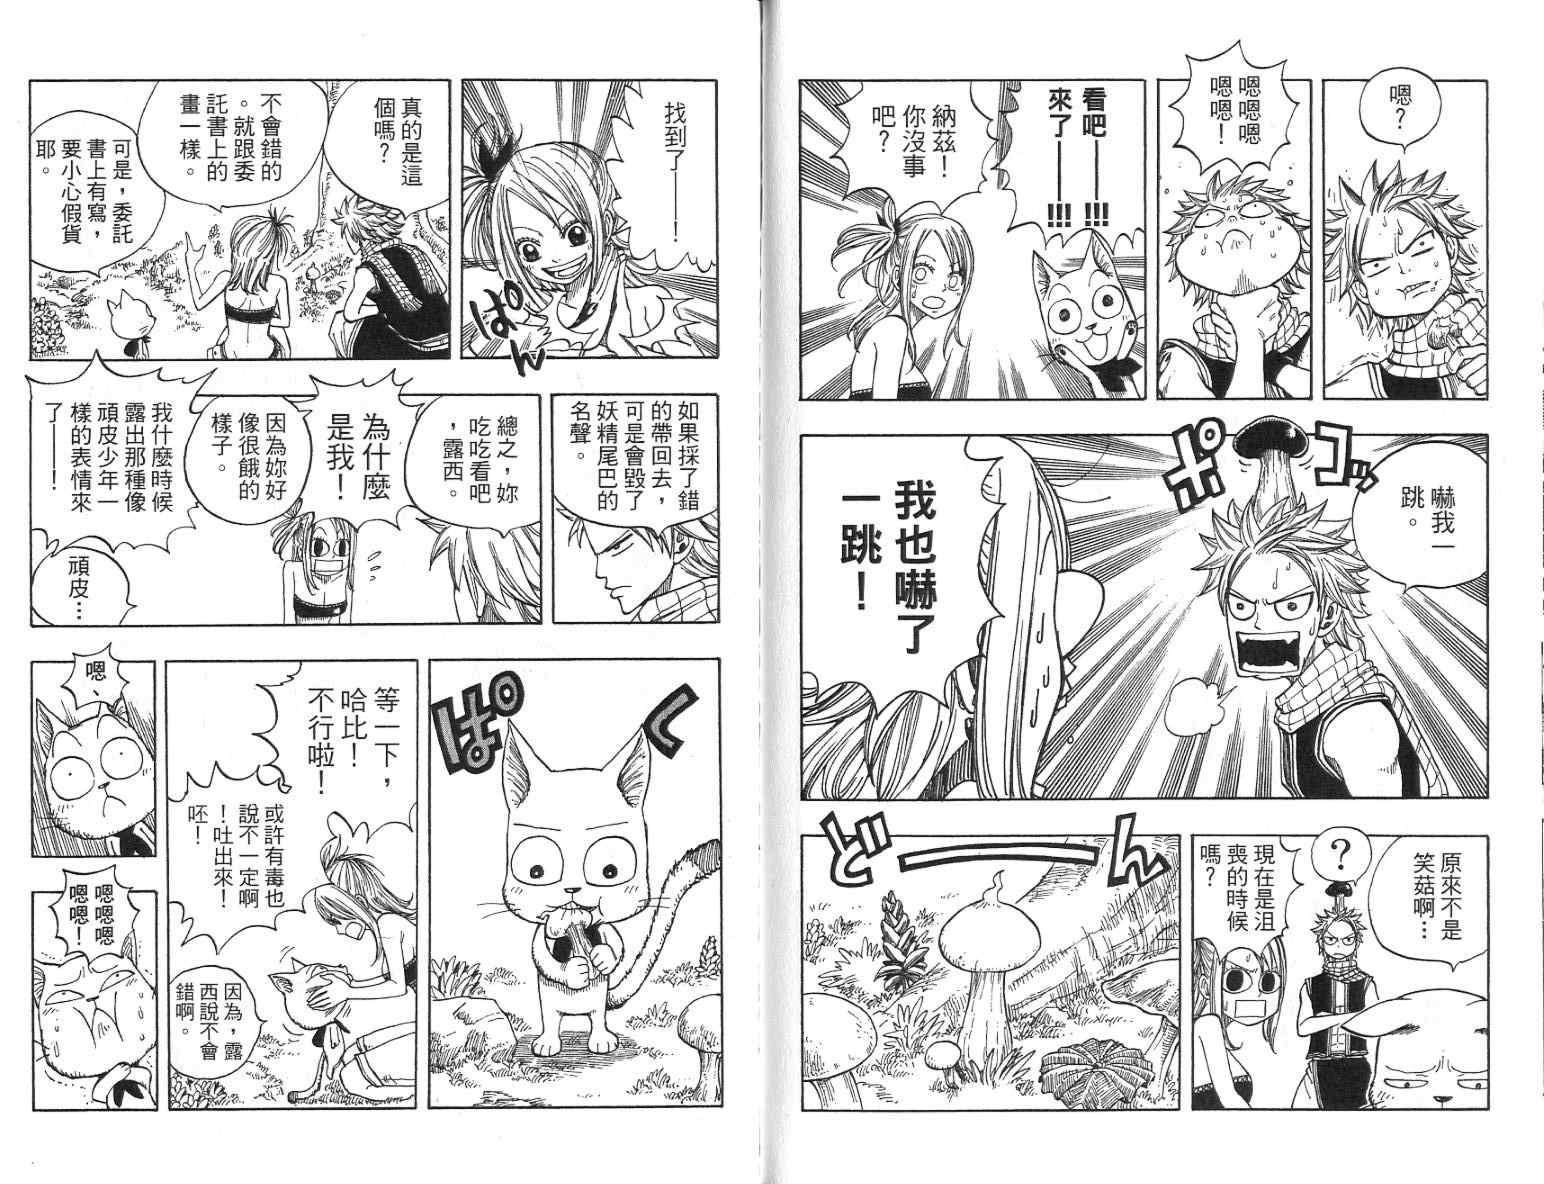 嗯?
嗯嗯嗯
嗯嗯!
看吧——!!!
來了——!!!
納茲!
你沒事
吧?
嚇我一
跳。
コッ
ポ
我也嚇了
一跳!
原來不是
笑菇啊…
?
現在是沮
喪的時候
嗎?
どーーん
找到了——!
ぱん
真的是這
個嗎?
不會錯的
。就跟委
託書上的
畫一樣。
可是,委託
書上有寫,
要小心假貨
耶。
如果採了錯
的帶回去,
可是會毀了
妖精尾巴的
名聲。
總之,妳
吃吃看吧
,露西。
為什麼
是我!
因為妳好
像很餓的
樣子。
我什麼時候
露出那種像
頑皮少年一
樣的表情來
了——!
頑皮…
ぱく
等一下,
哈比!
不行啦!
或許有毒也
說不一定啊
!吐出來!
呸!
因為,露
西說不會
錯啊。
嗯、
嗯嗯嗯
嗯嗯!